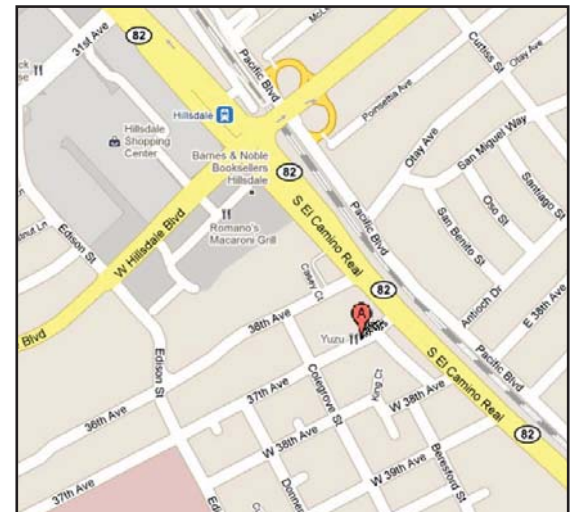 31st Ave
82
Pacific Blvd
Curtiss St
Otay Ave
Hillsdale
Poinsettia Ave
Hillsdale
Shopping
Center
Barnes & Noble
Booksellers
Hillsdale
82
Otay Ave
San Miguel Way
Santiago St
Oso St
San Benito St
Romano's
Macaroni Grill
S El Camino Real
82
Pacific Blvd
W Hillsdale Blvd
Edison St
Blvd
Casey Ct
Antioch Dr
E 38th Ave
82
36th Ave
A
Yuzu
Edison St
37th Ave
Colegrove St
King Ct
W 38th Ave
S El Camino Real
Pacific Blvd
82
36th Ave
W 38th Ave
W 39th Ave
Beresford St
37th Ave